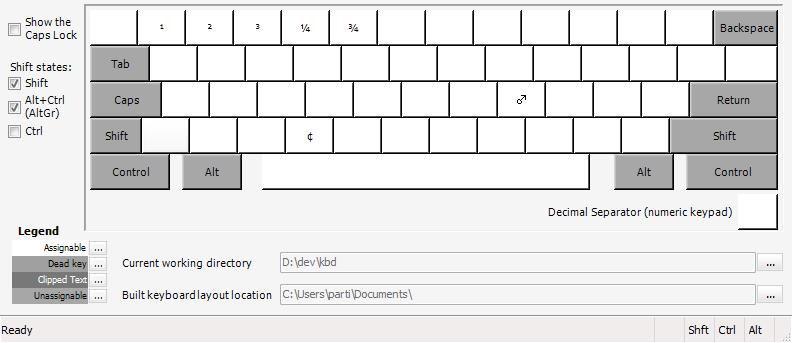 Show the
Caps Lock
Shift states:
Shift
Alt+Ctrl
(AltGr)
Ctrl
¹ ² ³ ¼ ¾ Backspace
Tab
Caps ♂ Return
Shift ¢ Shift
Control Alt Alt Control
Decimal Separator (numeric keypad)
Legend
Assignable ...
Dead key ...
Clipped Text ...
Unassignable ...
Current working directory D:\dev\kbd ...
Built keyboard layout location C:\Users\parti\Documents\ ...
Ready Shft Ctrl Alt